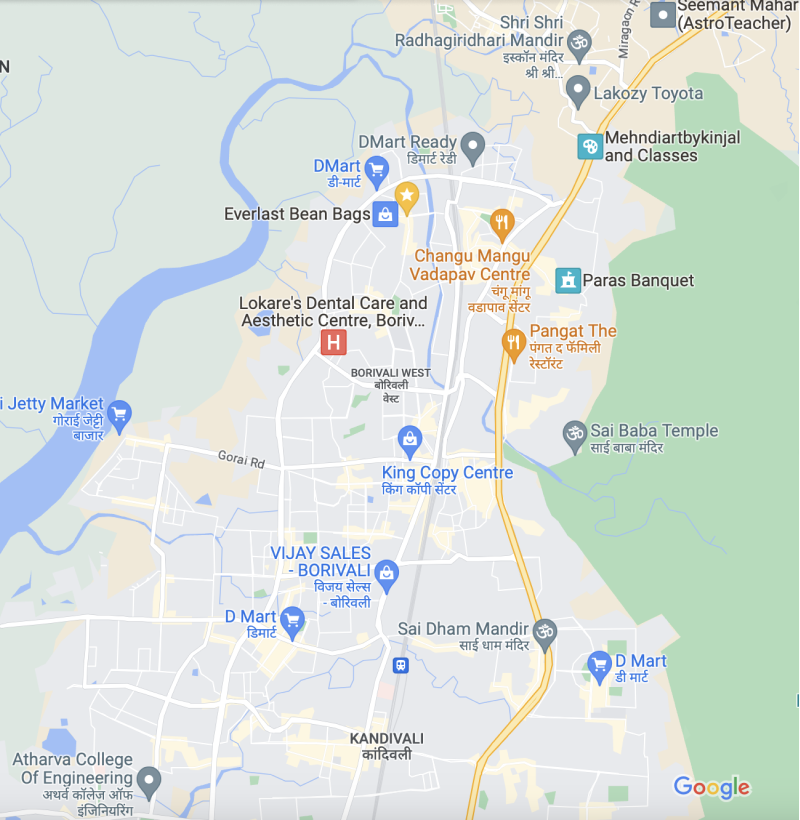 Seemant Mahar
(AstroTeacher)
Shri Shri
Radhagiridhari Mandir
इस्कॉन मंदिर
श्री श्री...
Miragaon R
N
Lakozy Toyota
Mehndiartbykinjal
and Classes
DMart Ready
डिमार्ट रेडी
DMart
डी-मार्ट
Everlast Bean Bags
Changu Mangu
Vadapav Centre
चंगू मांगू
वडापाव सेंटर
Paras Banquet
Lokare's Dental Care and
Aesthetic Centre, Boriv...
H
Pangat The
पंगत द फॅमिली
रेस्टॉरंट
BORIVALI WEST
बोरिवली
वेस्ट
i Jetty Market
गोराई जेट्टी
बाजार
Sai Baba Temple
साई बाबा मंदिर
Gorai Rd
King Copy Centre
किंग कॉपी सेंटर
VIJAY SALES
- BORIVALI
विजय सेल्स
- बोरिवली
D Mart
डिमार्ट
Sai Dham Mandir
साई धाम मंदिर
D Mart
डी मार्ट
KANDIVALI
कांदिवली
Atharva College
Of Engineering
अथर्व कॉलेज ऑफ
इंजिनियरिंग
Google